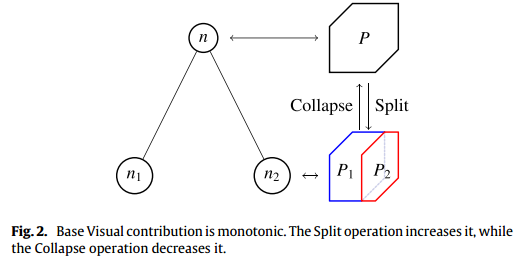 n
P
Collapse
Split
n1
n2
P1
P2
Fig. 2. Base Visual contribution is monotonic. The Split operation increases it, while
the Collapse operation decreases it.